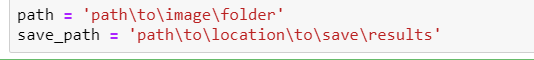 path = 'path\to\image\folder'
save_path = 'path\to\location\to\save\results'